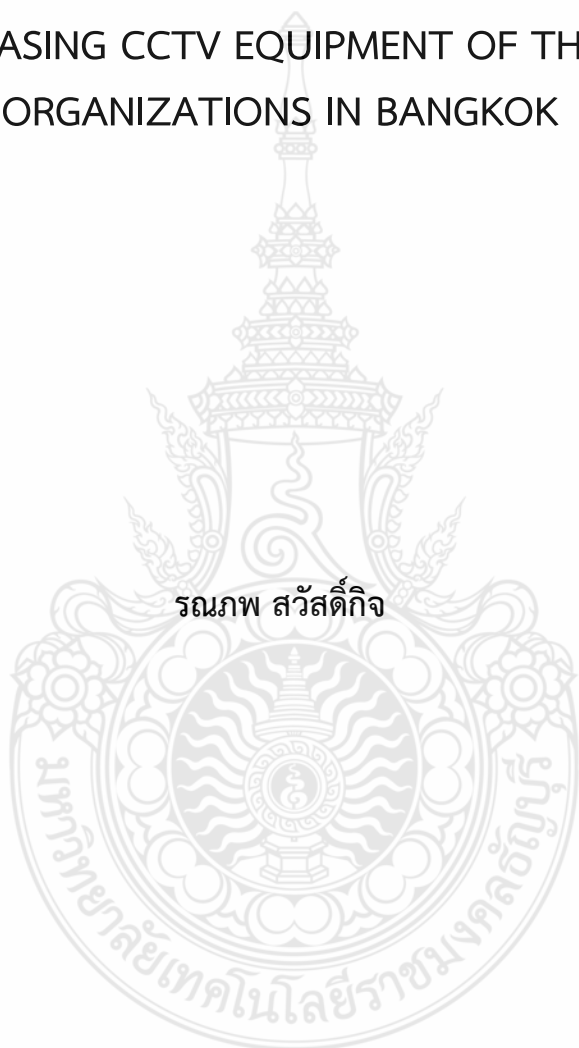 ASING CCTV EQUIPMENT OF TH
ORGANIZATIONS IN BANGKOK
รณภพ สวัสดิ์กิจ
มหาวิทยาลัยเทคโนโลยีราชมงคลธัญบุรี